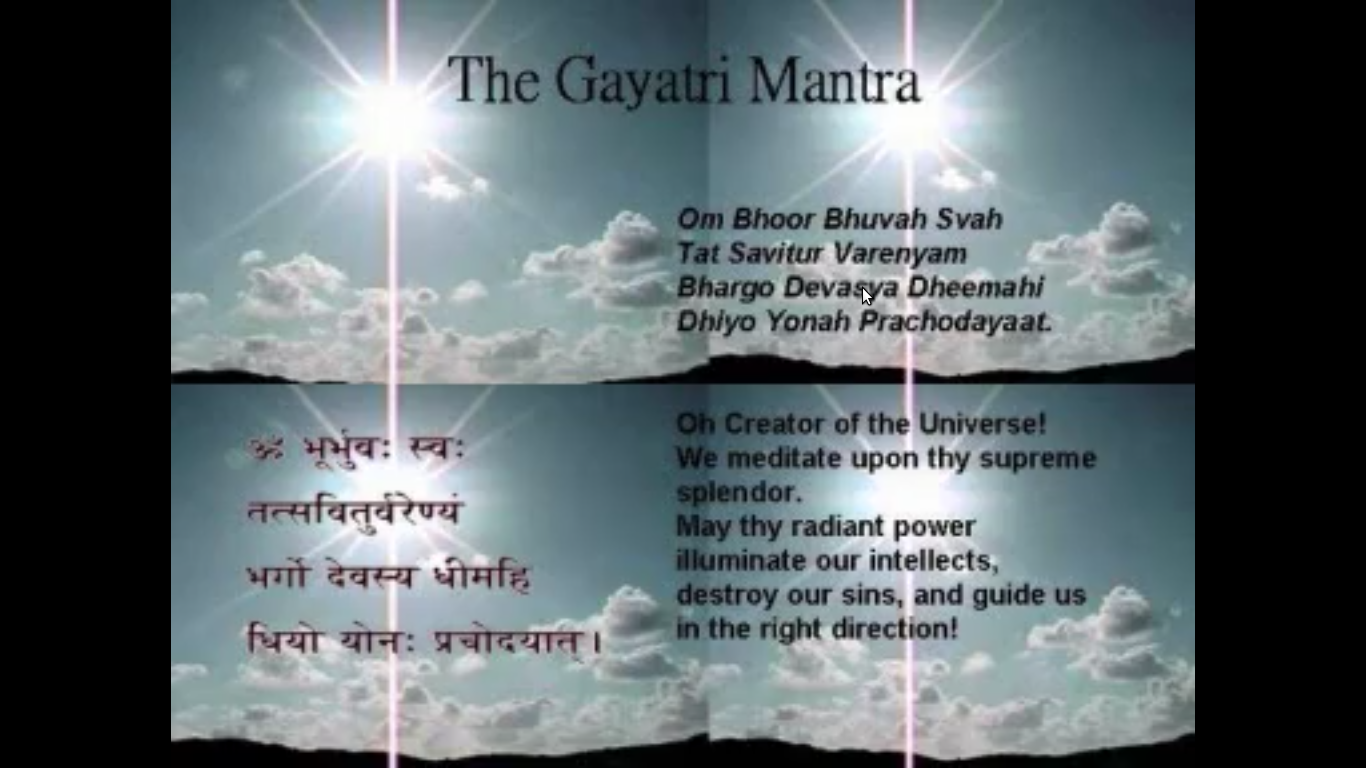 The Gayatri Mantra
Om Bhoor Bhuvah Svah
Tat Savitur Varenyam
Bhargo Devasya Dheemahi
Dhiyo Yonah Prachodayaat.
ॐ भूर्भुवः स्वः
तत्सवितुर्वरेण्यं
भर्गो देवस्य धीमहि
धियो योनः प्रचोदयात्।
Oh Creator of the Universe!
We meditate upon thy supreme
splendor.
May thy radiant power
illuminate our intellects,
destroy our sins, and guide us
in the right direction!